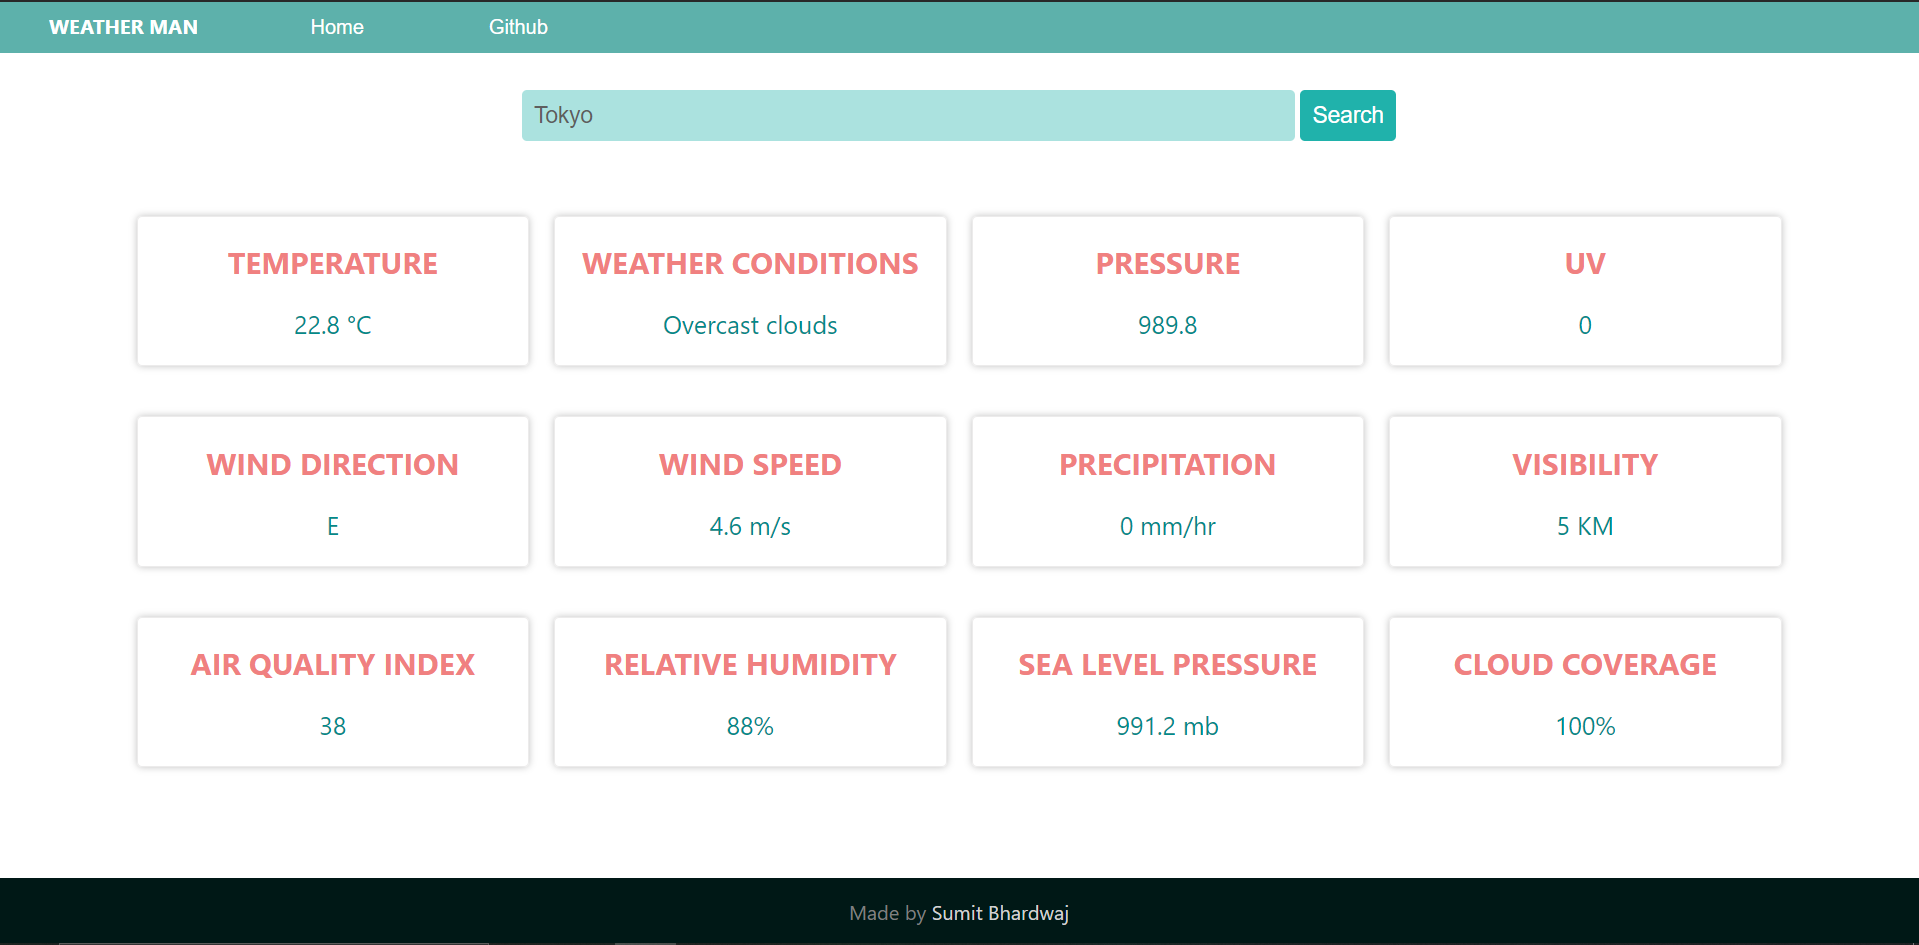 WEATHER MAN Home Github
Tokyo Search
TEMPERATURE
22.8 °C
WEATHER CONDITIONS
Overcast clouds
PRESSURE
989.8
UV
0
WIND DIRECTION
E
WIND SPEED
4.6 m/s
PRECIPITATION
0 mm/hr
VISIBILITY
5 KM
AIR QUALITY INDEX
38
RELATIVE HUMIDITY
88%
SEA LEVEL PRESSURE
991.2 mb
CLOUD COVERAGE
100%
Made by Sumit Bhardwaj